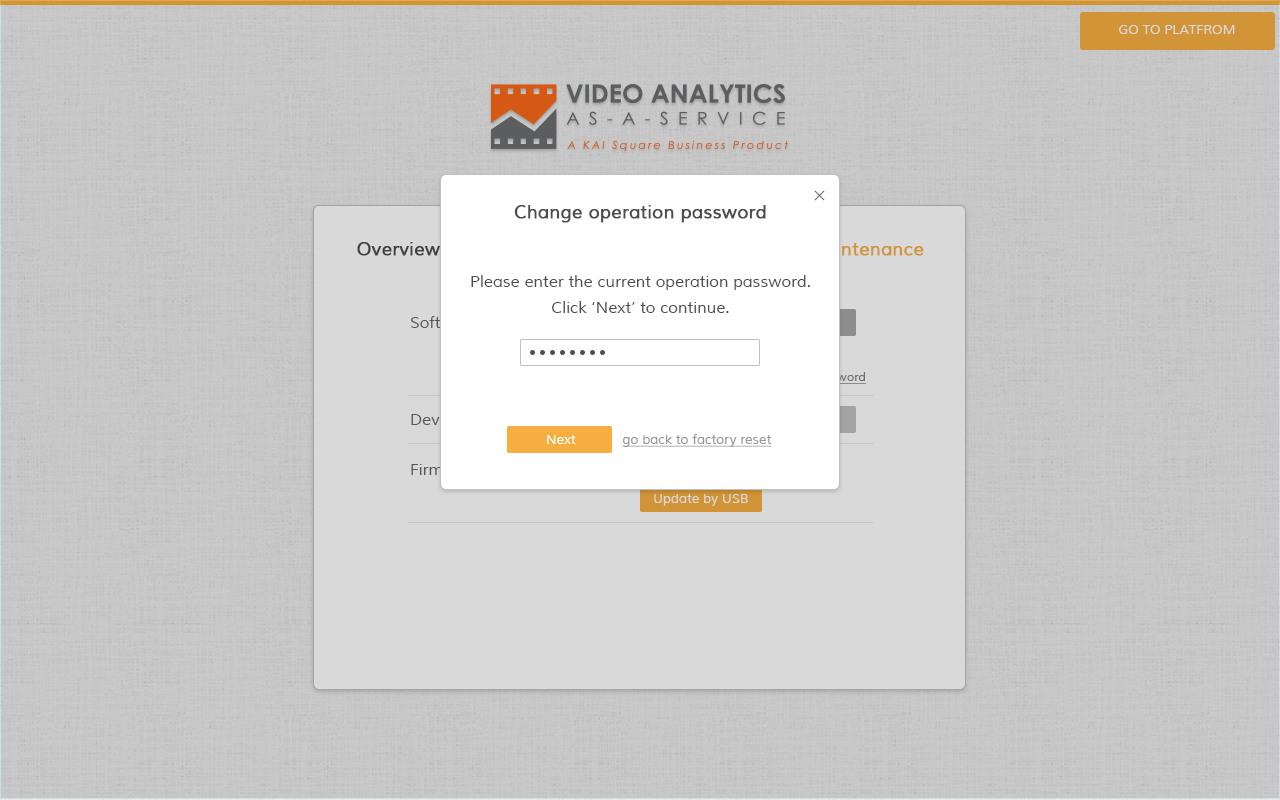 GO TO PLATFROM
VIDEO ANALYTICS
AS-A-SERVICE
A KAI Square Business Product
Change operation password
Overview
ntenance
Please enter the current operation password.
Click ‘Next’ to continue.
Soft
word
Dev
Next
go back to factory reset
Firm
Update by USB